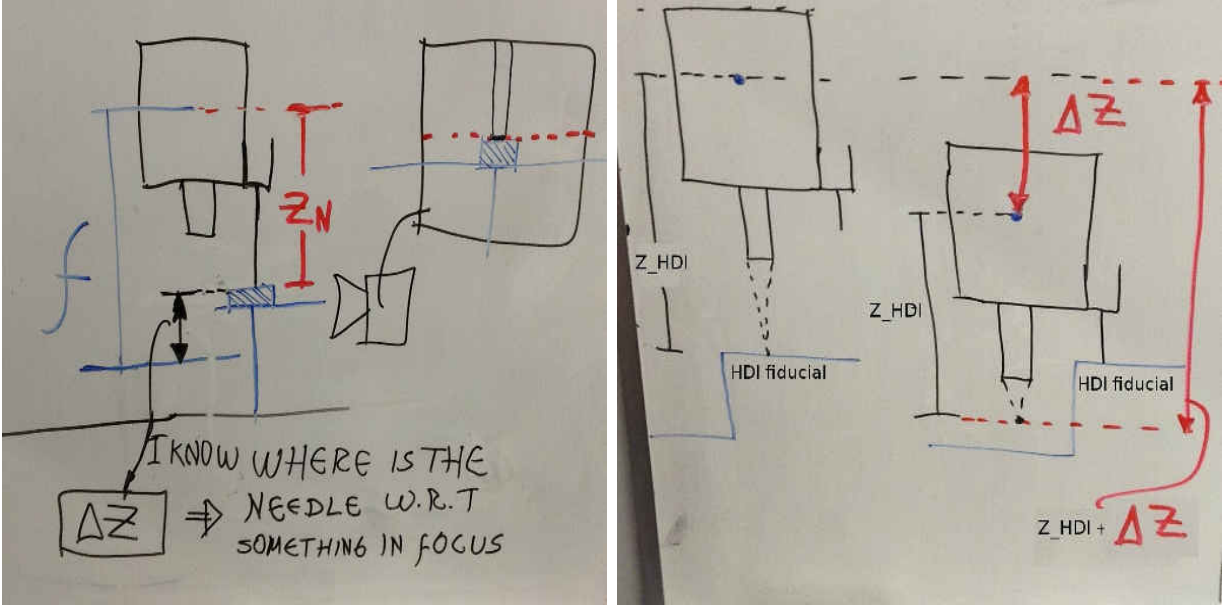 f
Z_N
I KNOW WHERE IS THE
ΔZ ⇒ NEEDLE W.R.T
SOMETHING IN FOCUS
ΔZ
Z_HDI
Z_HDI
HDI fiducial
HDI fiducial
Z_HDI + ΔZ